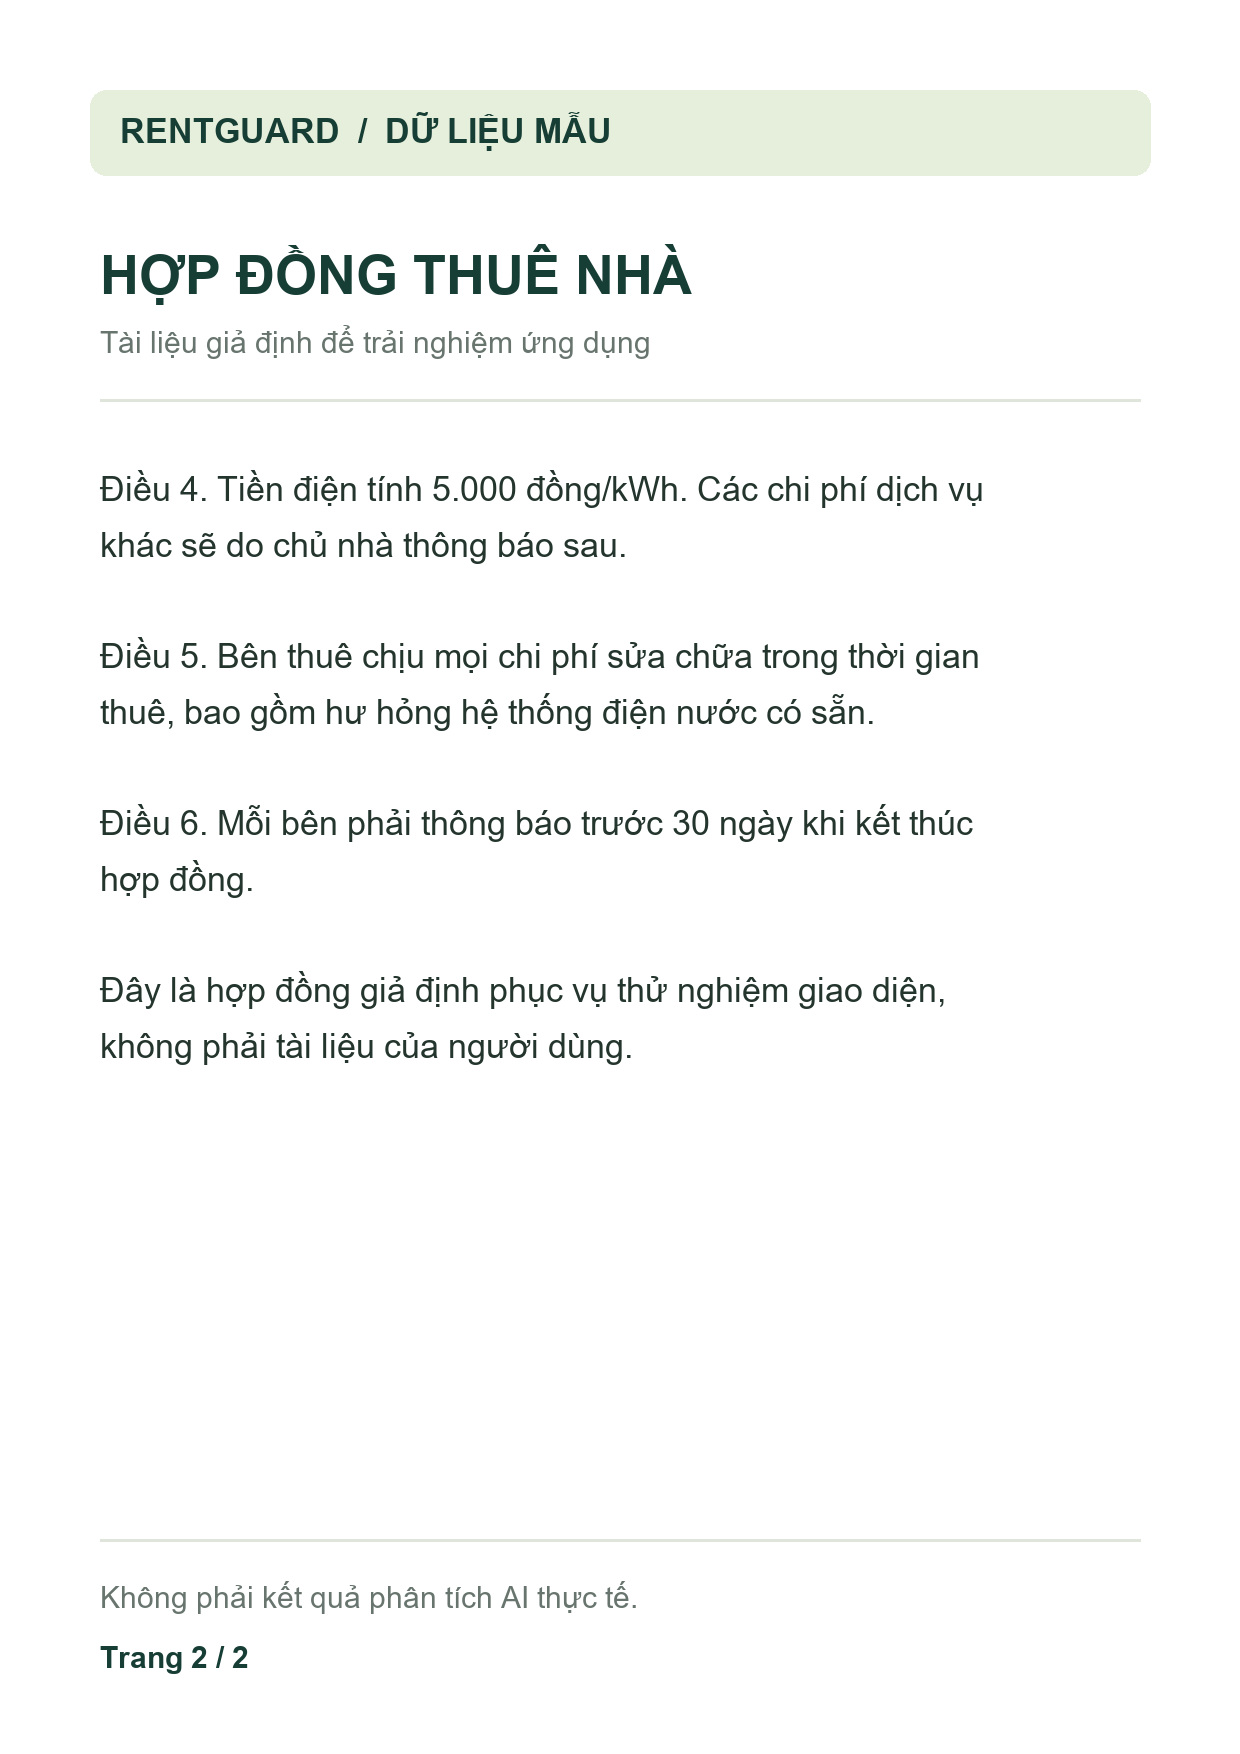 RENTGUARD / DỮ LIỆU MẪU
HỢP ĐỒNG THUÊ NHÀ
Tài liệu giả định để trải nghiệm ứng dụng
Điều 4. Tiền điện tính 5.000 đồng/kWh. Các chi phí dịch vụ
khác sẽ do chủ nhà thông báo sau.
Điều 5. Bên thuê chịu mọi chi phí sửa chữa trong thời gian
thuê, bao gồm hư hỏng hệ thống điện nước có sẵn.
Điều 6. Mỗi bên phải thông báo trước 30 ngày khi kết thúc
hợp đồng.
Đây là hợp đồng giả định phục vụ thử nghiệm giao diện,
không phải tài liệu của người dùng.
Không phải kết quả phân tích AI thực tế.
Trang 2 / 2